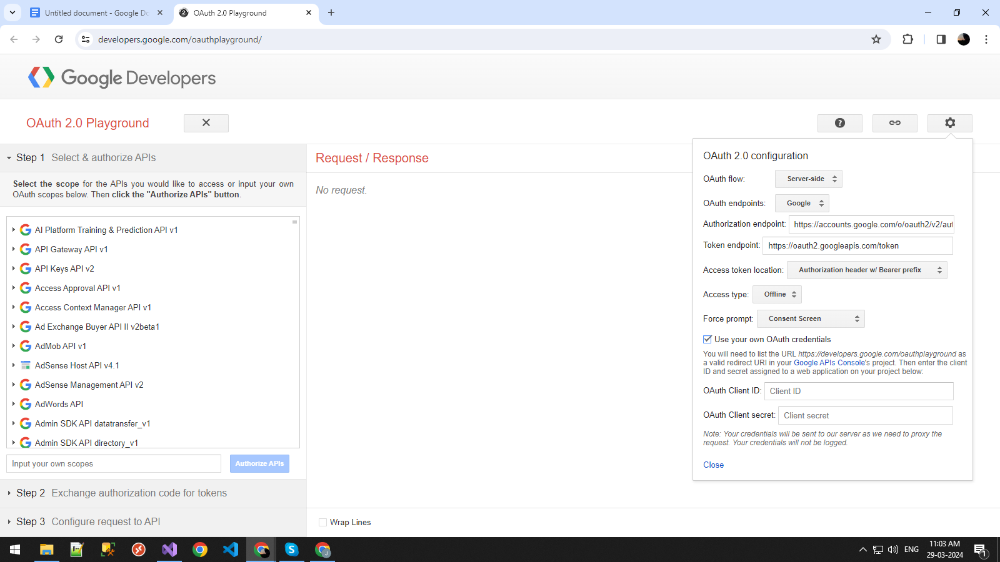 Untitled document - Google Do
OAuth 2.0 Playground
developers.google.com/oauthplayground/
Google Developers
OAuth 2.0 Playground
Step 1 Select & authorize APIs
Select the scope for the APIs you would like to access or input your own
OAuth scopes below. Then click the "Authorize APIs" button.
AI Platform Training & Prediction API v1
API Gateway API v1
API Keys API v2
Access Approval API v1
Access Context Manager API v1
Ad Exchange Buyer API II v2beta1
AdMob API v1
AdSense Host API v4.1
AdSense Management API v2
AdWords API
Admin SDK API datatransfer_v1
Admin SDK API directory_v1
Input your own scopes
Authorize APIs
Step 2 Exchange authorization code for tokens
Step 3 Configure request to API
Request / Response
No request.
Wrap Lines
OAuth 2.0 configuration
OAuth flow: Server-side
OAuth endpoints: Google
Authorization endpoint: https://accounts.google.com/o/oauth2/v2/aut
Token endpoint: https://oauth2.googleapis.com/token
Access token location: Authorization header w/ Bearer prefix
Access type: Offline
Force prompt: Consent Screen
Use your own OAuth credentials
You will need to list the URL https://developers.google.com/oauthplayground as
a valid redirect URI in your Google APIs Console's project. Then enter the client
ID and secret assigned to a web application on your project below:
OAuth Client ID: Client ID
OAuth Client secret: Client secret
Note: Your credentials will be sent to our server as we need to proxy the
request. Your credentials will not be logged.
Close
ENG
11:03 AM
29-03-2024
1